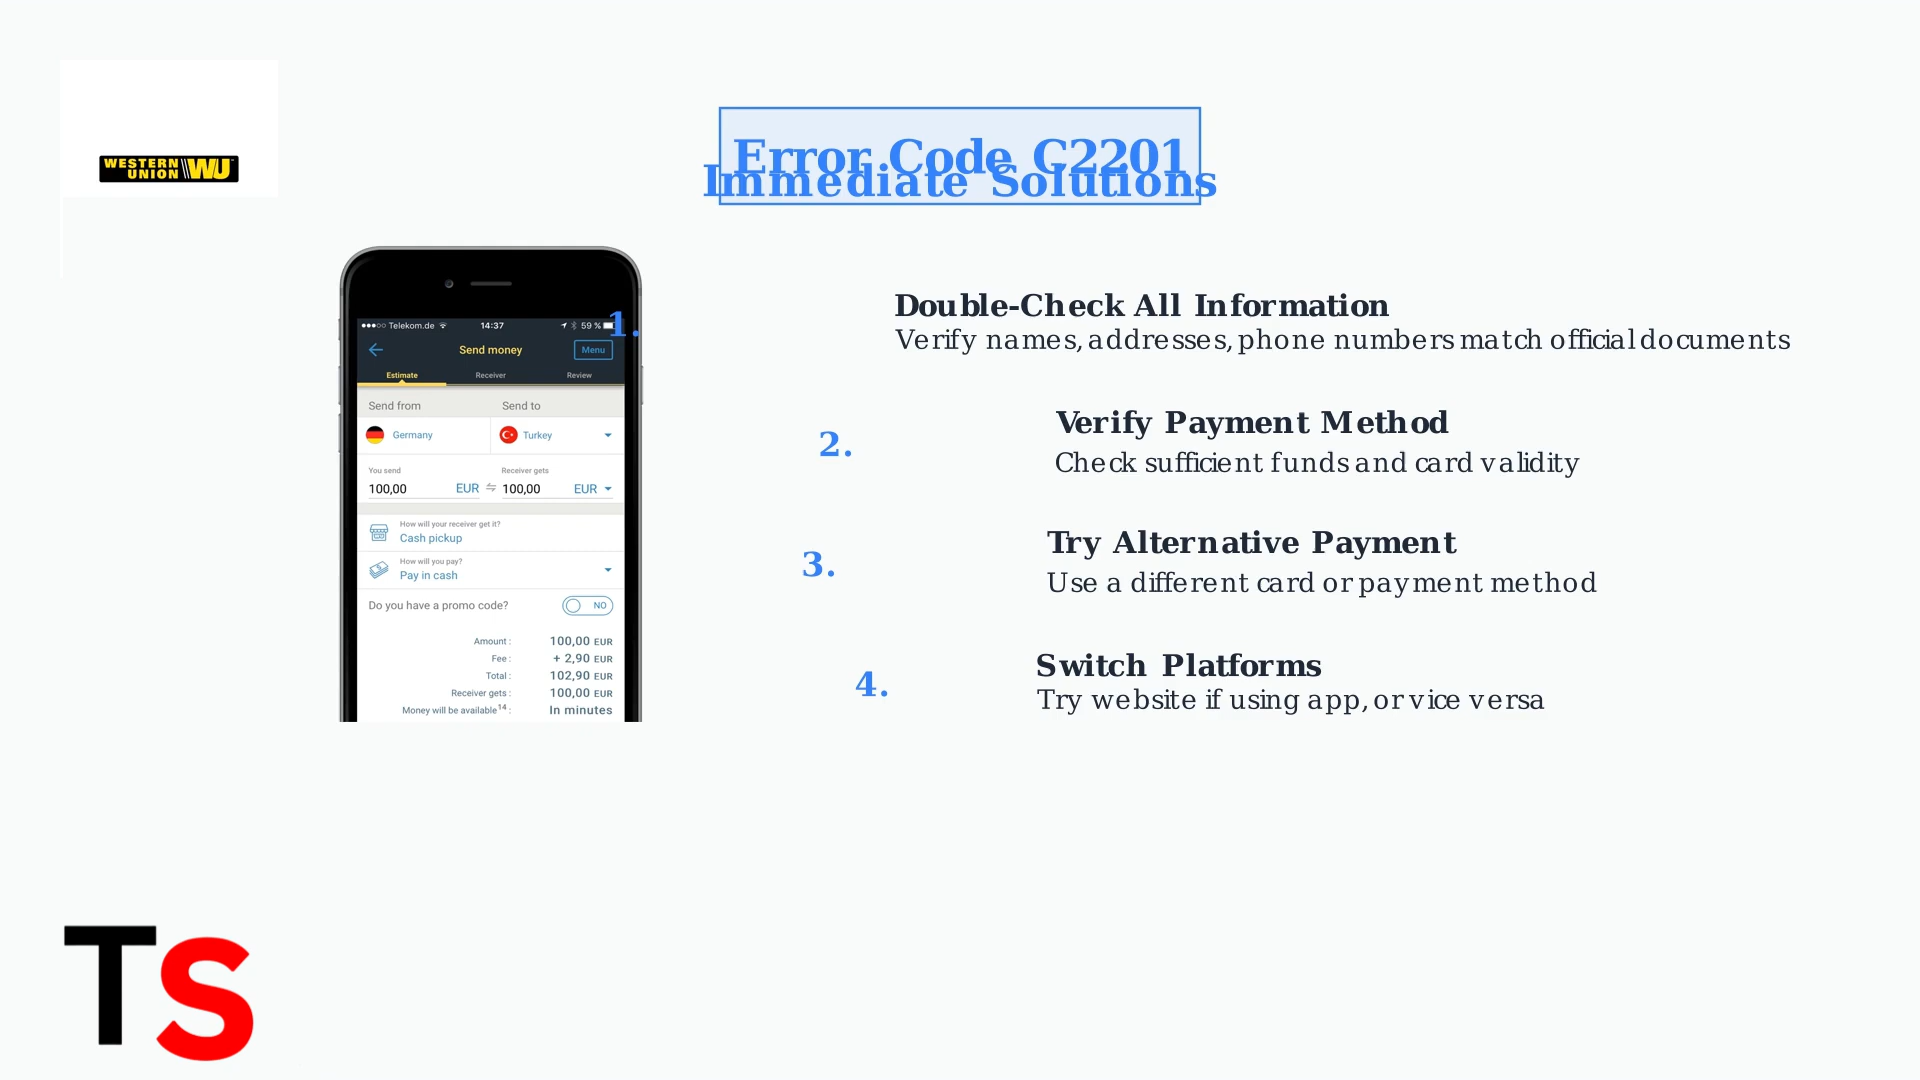 WESTERN
UNION WU
Error Code C2201
Immediate Solutions
Telekom.de 14:37 59 %
Send money Menu
Estimate Receiver Review
Send from Send to
Germany Turkey
You send Receiver gets
100,00 EUR 100,00 EUR
How will your receiver get it?
Cash pickup
How will you pay?
Pay in cash
Do you have a promo code? NO
Amount : 100,00 EUR
Fee : + 2,90 EUR
Total : 102,90 EUR
Receiver gets : 100,00 EUR
Money will be available14 : In minutes
1. Double-Check All Information
Verify names, addresses, phone numbers match official documents
2. Verify Payment Method
Check sufficient funds and card validity
3. Try Alternative Payment
Use a different card or payment method
4. Switch Platforms
Try website if using app, or vice versa
TS